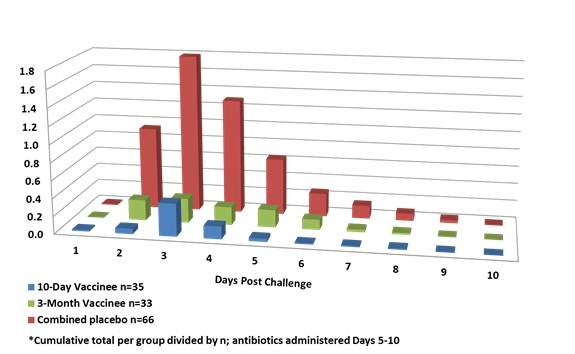 1.8
1.6
1.4
1.2
1.0
0.8
0.6
0.4
0.2
0.0
1 2 3 4 5 6 7 8 9 10
Days Post Challenge
10-Day Vaccinee n=35
3-Month Vaccinee n=33
Combined placebo n=66
*Cumulative total per group divided by n; antibiotics administered Days 5-10